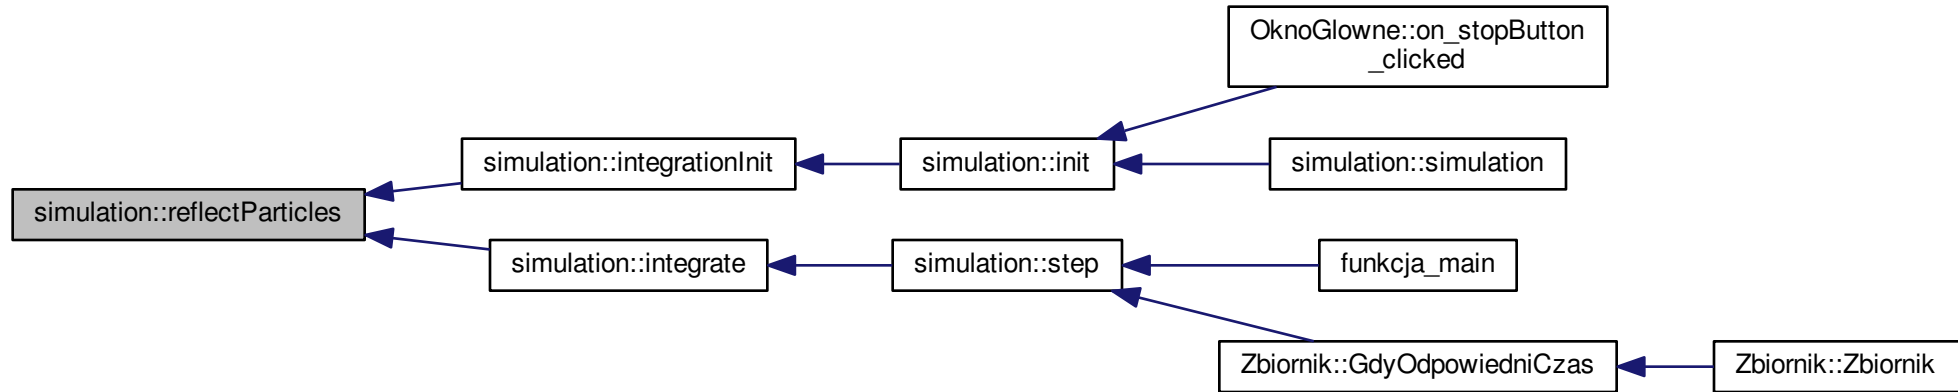 OknoGlowne::on_stopButton
_clicked
simulation::integrationInit
simulation::init
simulation::simulation
simulation::reflectParticles
simulation::integrate
simulation::step
funkcja_main
Zbiornik::GdyOdpowiedniCzas
Zbiornik::Zbiornik